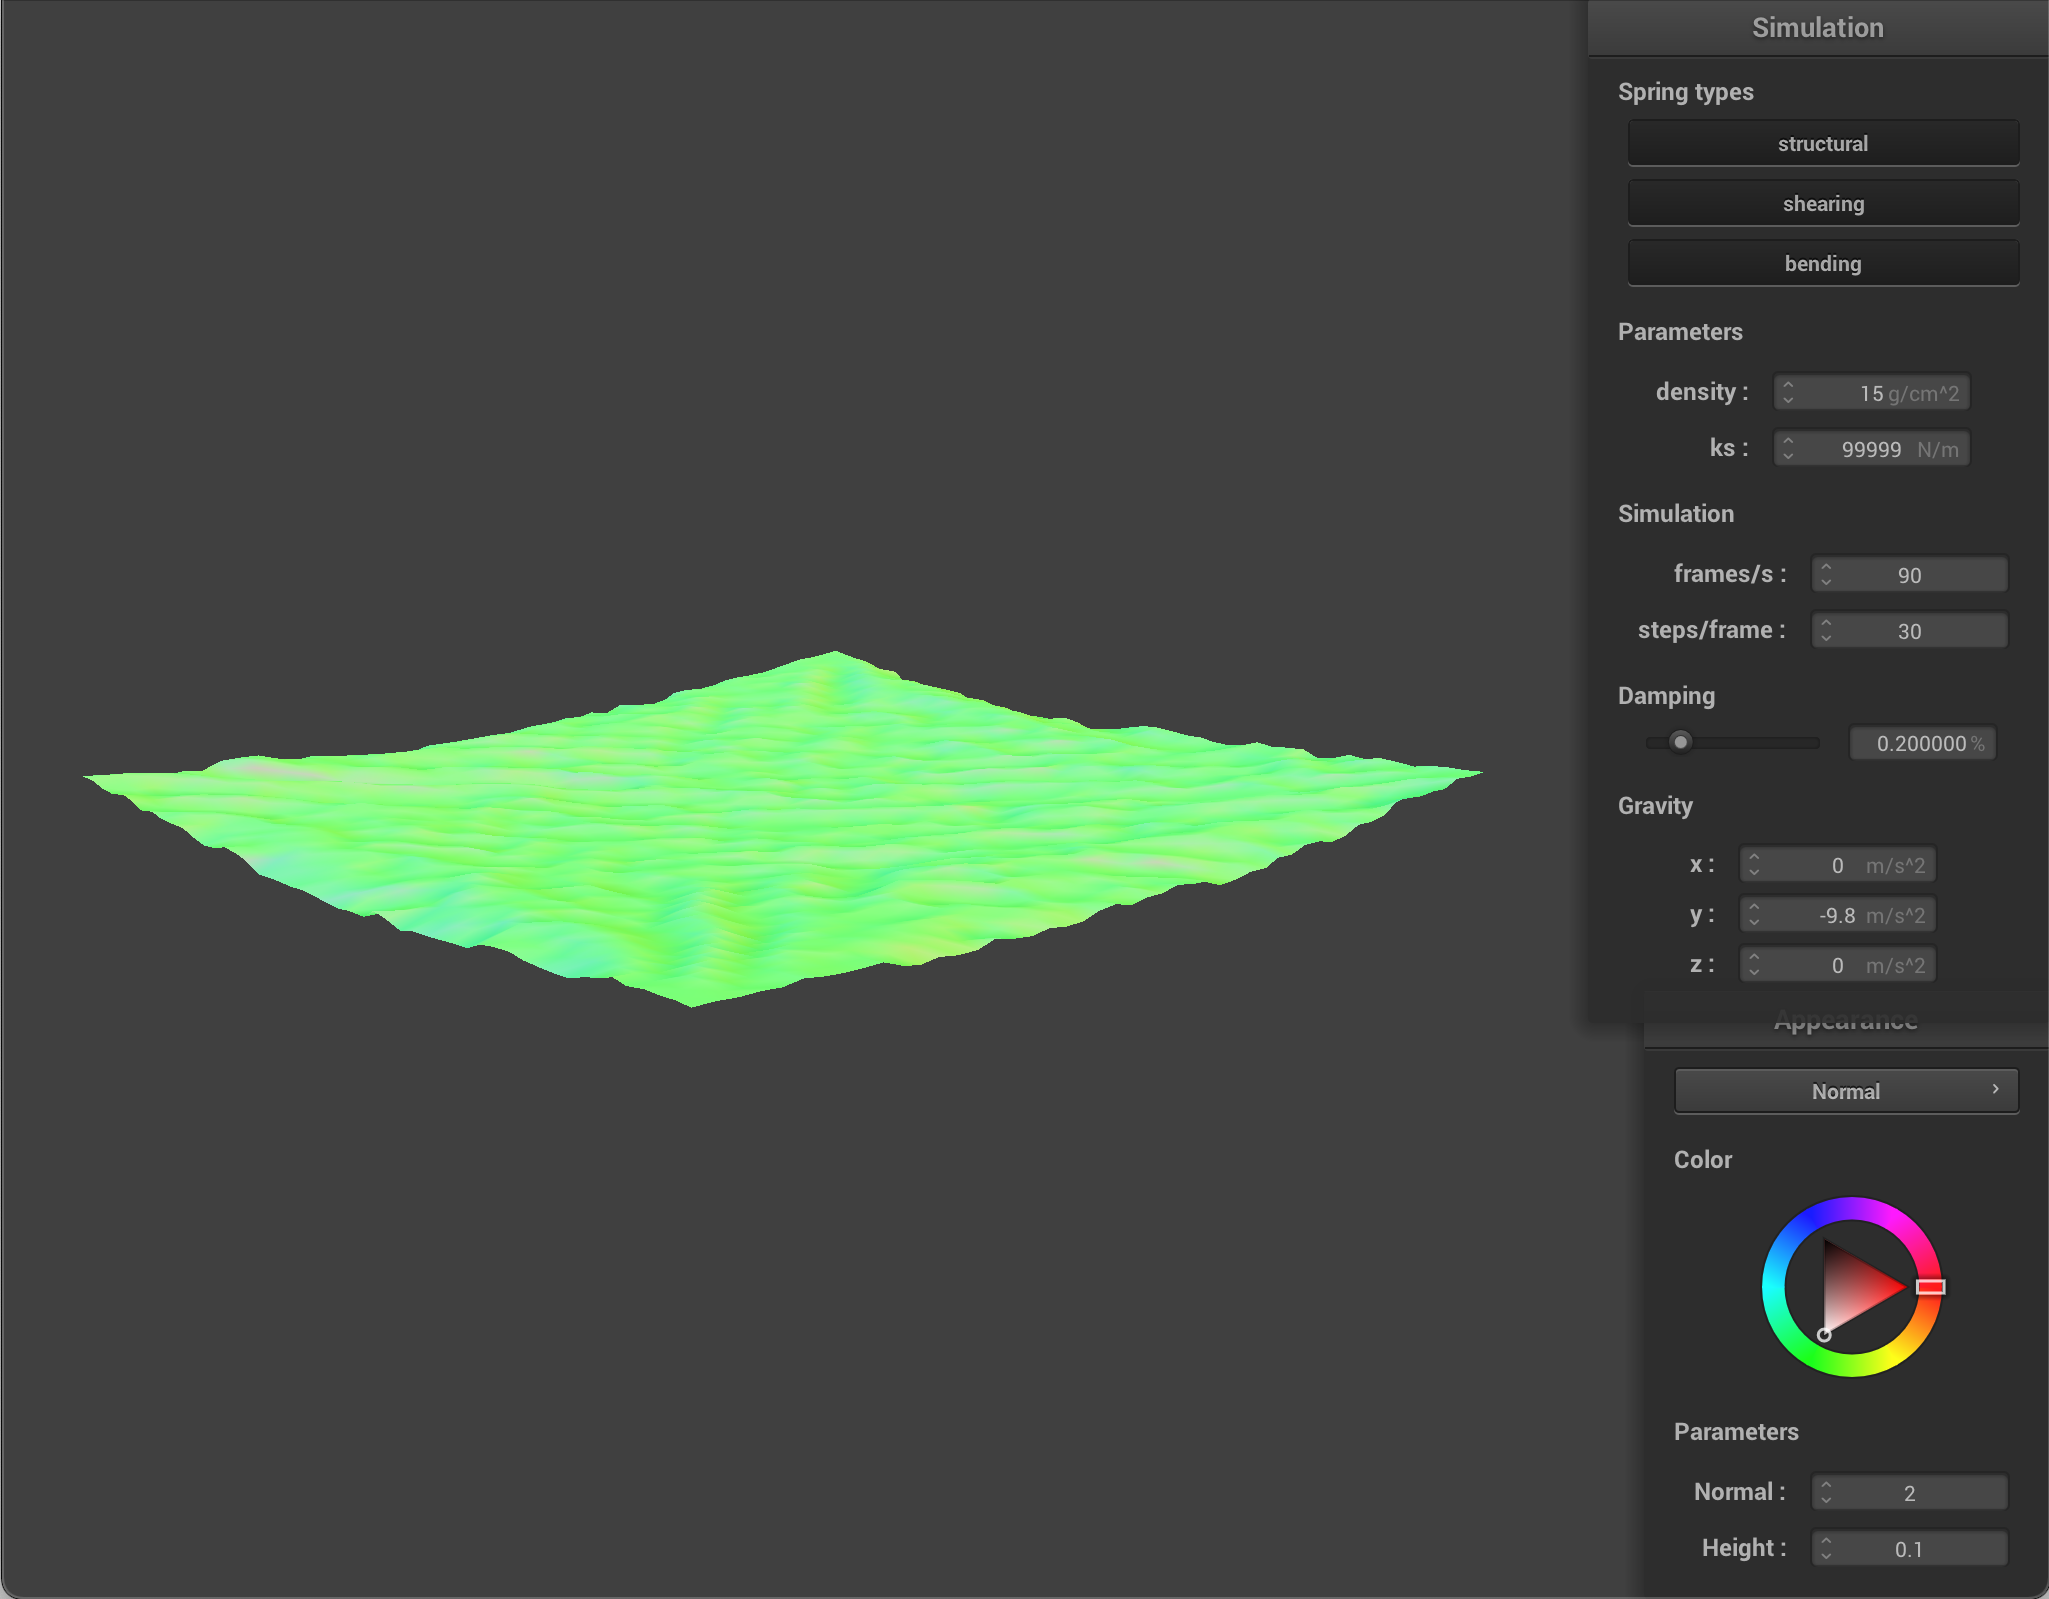 Simulation
Spring types
structural
shearing
bending
Parameters
density : 15 g/cm^2
ks : 99999 N/m
Simulation
frames/s : 90
steps/frame : 30
Damping
0.200000 %
Gravity
x : 0 m/s^2
y : -9.8 m/s^2
z : 0 m/s^2
Appearance
Normal
Color
Parameters
Normal : 2
Height : 0.1